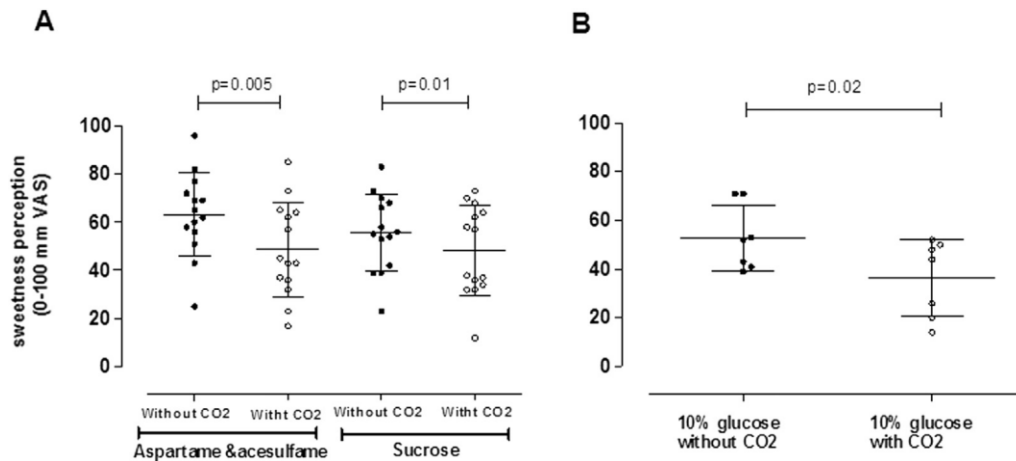 A
B
p=0.005
p=0.01
p=0.02
sweetness perception
(0-100 mm VAS)
100
80
60
40
20
0
100
80
60
40
20
0
Without CO2
Witht CO2
Without CO2
Witht CO2
Aspartame &acesulfame
Sucrose
10% glucose
without CO2
10% glucose
with CO2